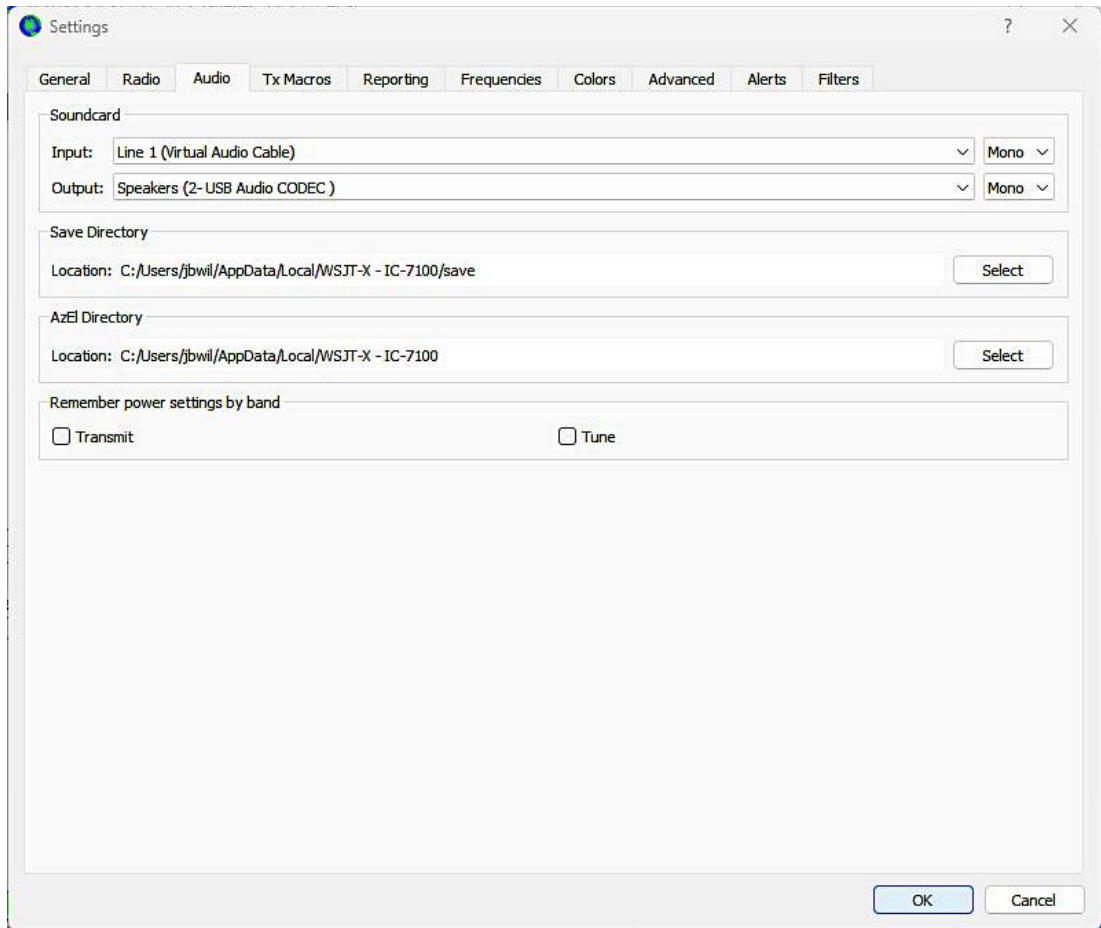 Settings
?
General Radio Audio Tx Macros Reporting Frequencies Colors Advanced Alerts Filters
Soundcard
Input: Line 1 (Virtual Audio Cable) Mono
Output: Speakers (2- USB Audio CODEC ) Mono
Save Directory
Location: C:/Users/jbwil/AppData/Local/WSJT-X - IC-7100/save Select
AzEl Directory
Location: C:/Users/jbwil/AppData/Local/WSJT-X - IC-7100 Select
Remember power settings by band
Transmit Tune
OK Cancel